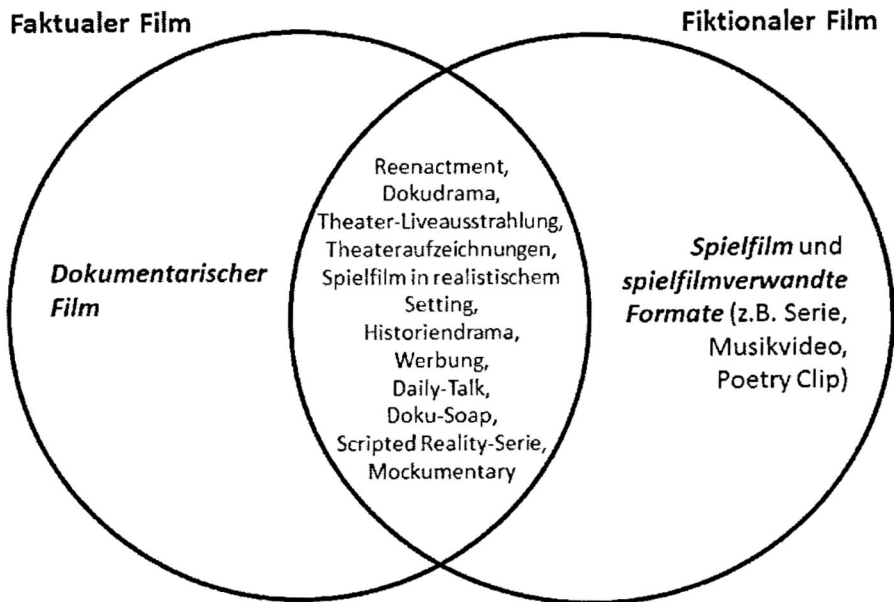 Faktualer Film
Fiktionaler Film
Dokumentarischer
Film
Reenactment,
Dokudrama,
Theater-Liveausstrahlung,
Theateraufzeichnungen,
Spielfilm in realistischem
Setting,
Historiendrama,
Werbung,
Daily-Talk,
Doku-Soap,
Scripted Reality-Serie,
Mockumentary
Spielfilm und
spielfilmverwandte
Formate (z.B. Serie,
Musikvideo,
Poetry Clip)